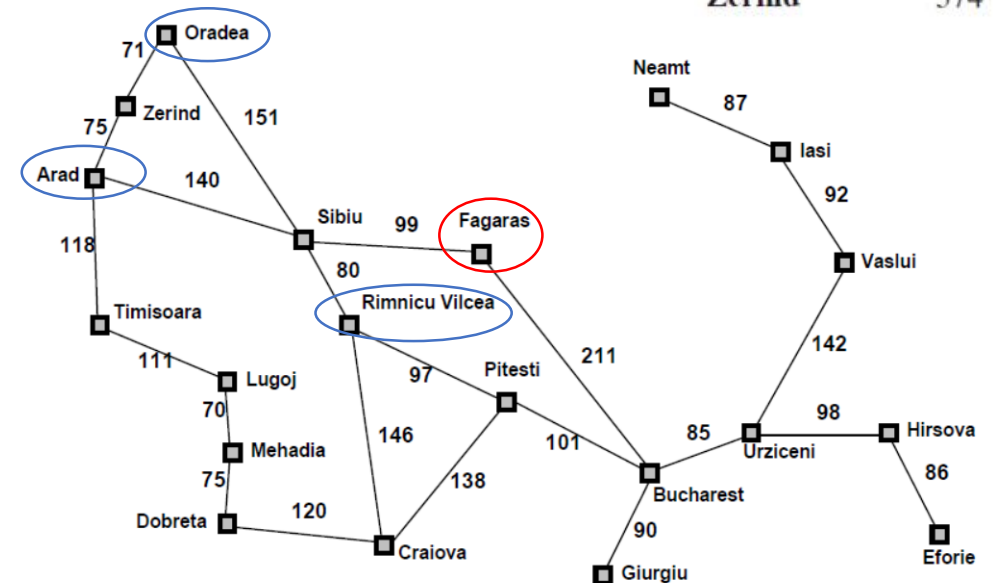 Zerind 374
Oradea
71
Neamt
87
Zerind
151
75
Iasi
Arad
140
92
Sibiu
Fagaras
99
118
80
Vaslui
Rimnicu Vilcea
Timisoara
142
211
111
97
Pitesti
Lugoj
70
98
Hirsova
146
101
85
Mehadia
Urziceni
75
138
86
Bucharest
120
Dobreta
90
Craiova
Eforie
Giurgiu